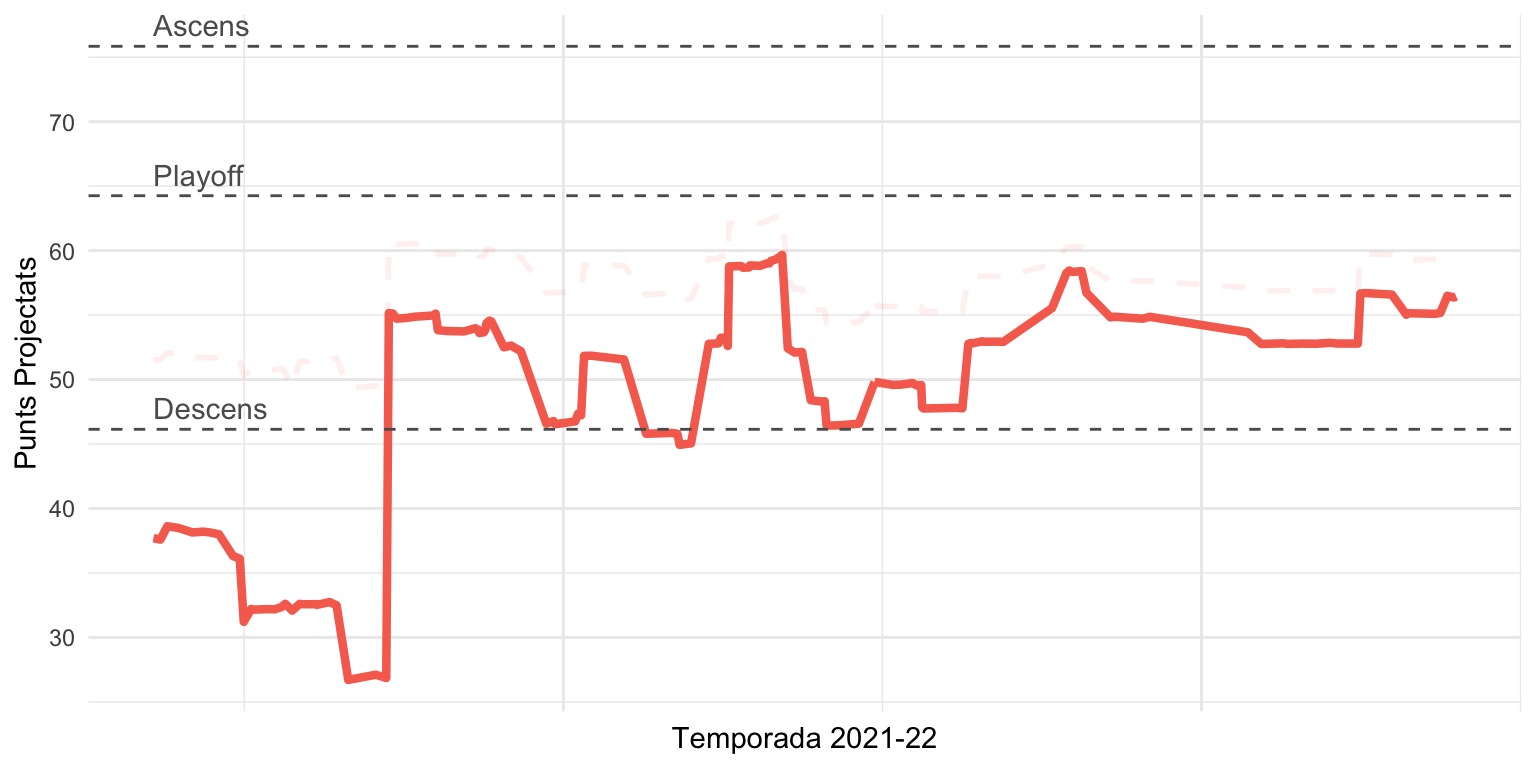 Ascens
70
Playoff
60
50
Descens
40
30
Punts Projectats
Temporada 2021-22